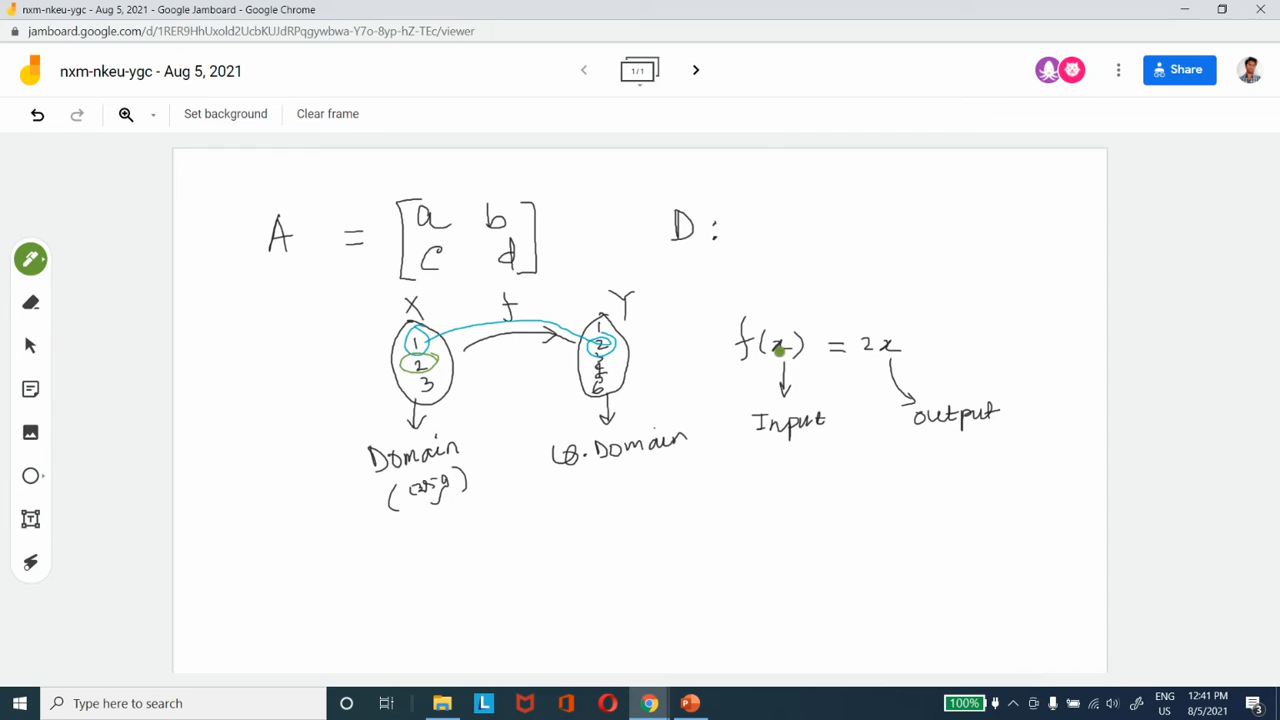 nxm-nkeu-ygc - Aug 5, 2021 - Google Jamboard - Google Chrome
jamboard.google.com/d/1RER9HhUxold2UcbKUJdRPqgywbwa-Y7o-8yp-hZ-TEc/viewer
nxm-nkeu-ygc - Aug 5, 2021
1/1
Share
Set background
Clear frame
A = [a b
c d]
D :
X f Y
1
2
3
1
2
3
4
5
6
f(x) = 2x
Input
output
Domain
Domain
Type here to search
L
100%
ENG
US
12:41 PM
8/5/2021
3